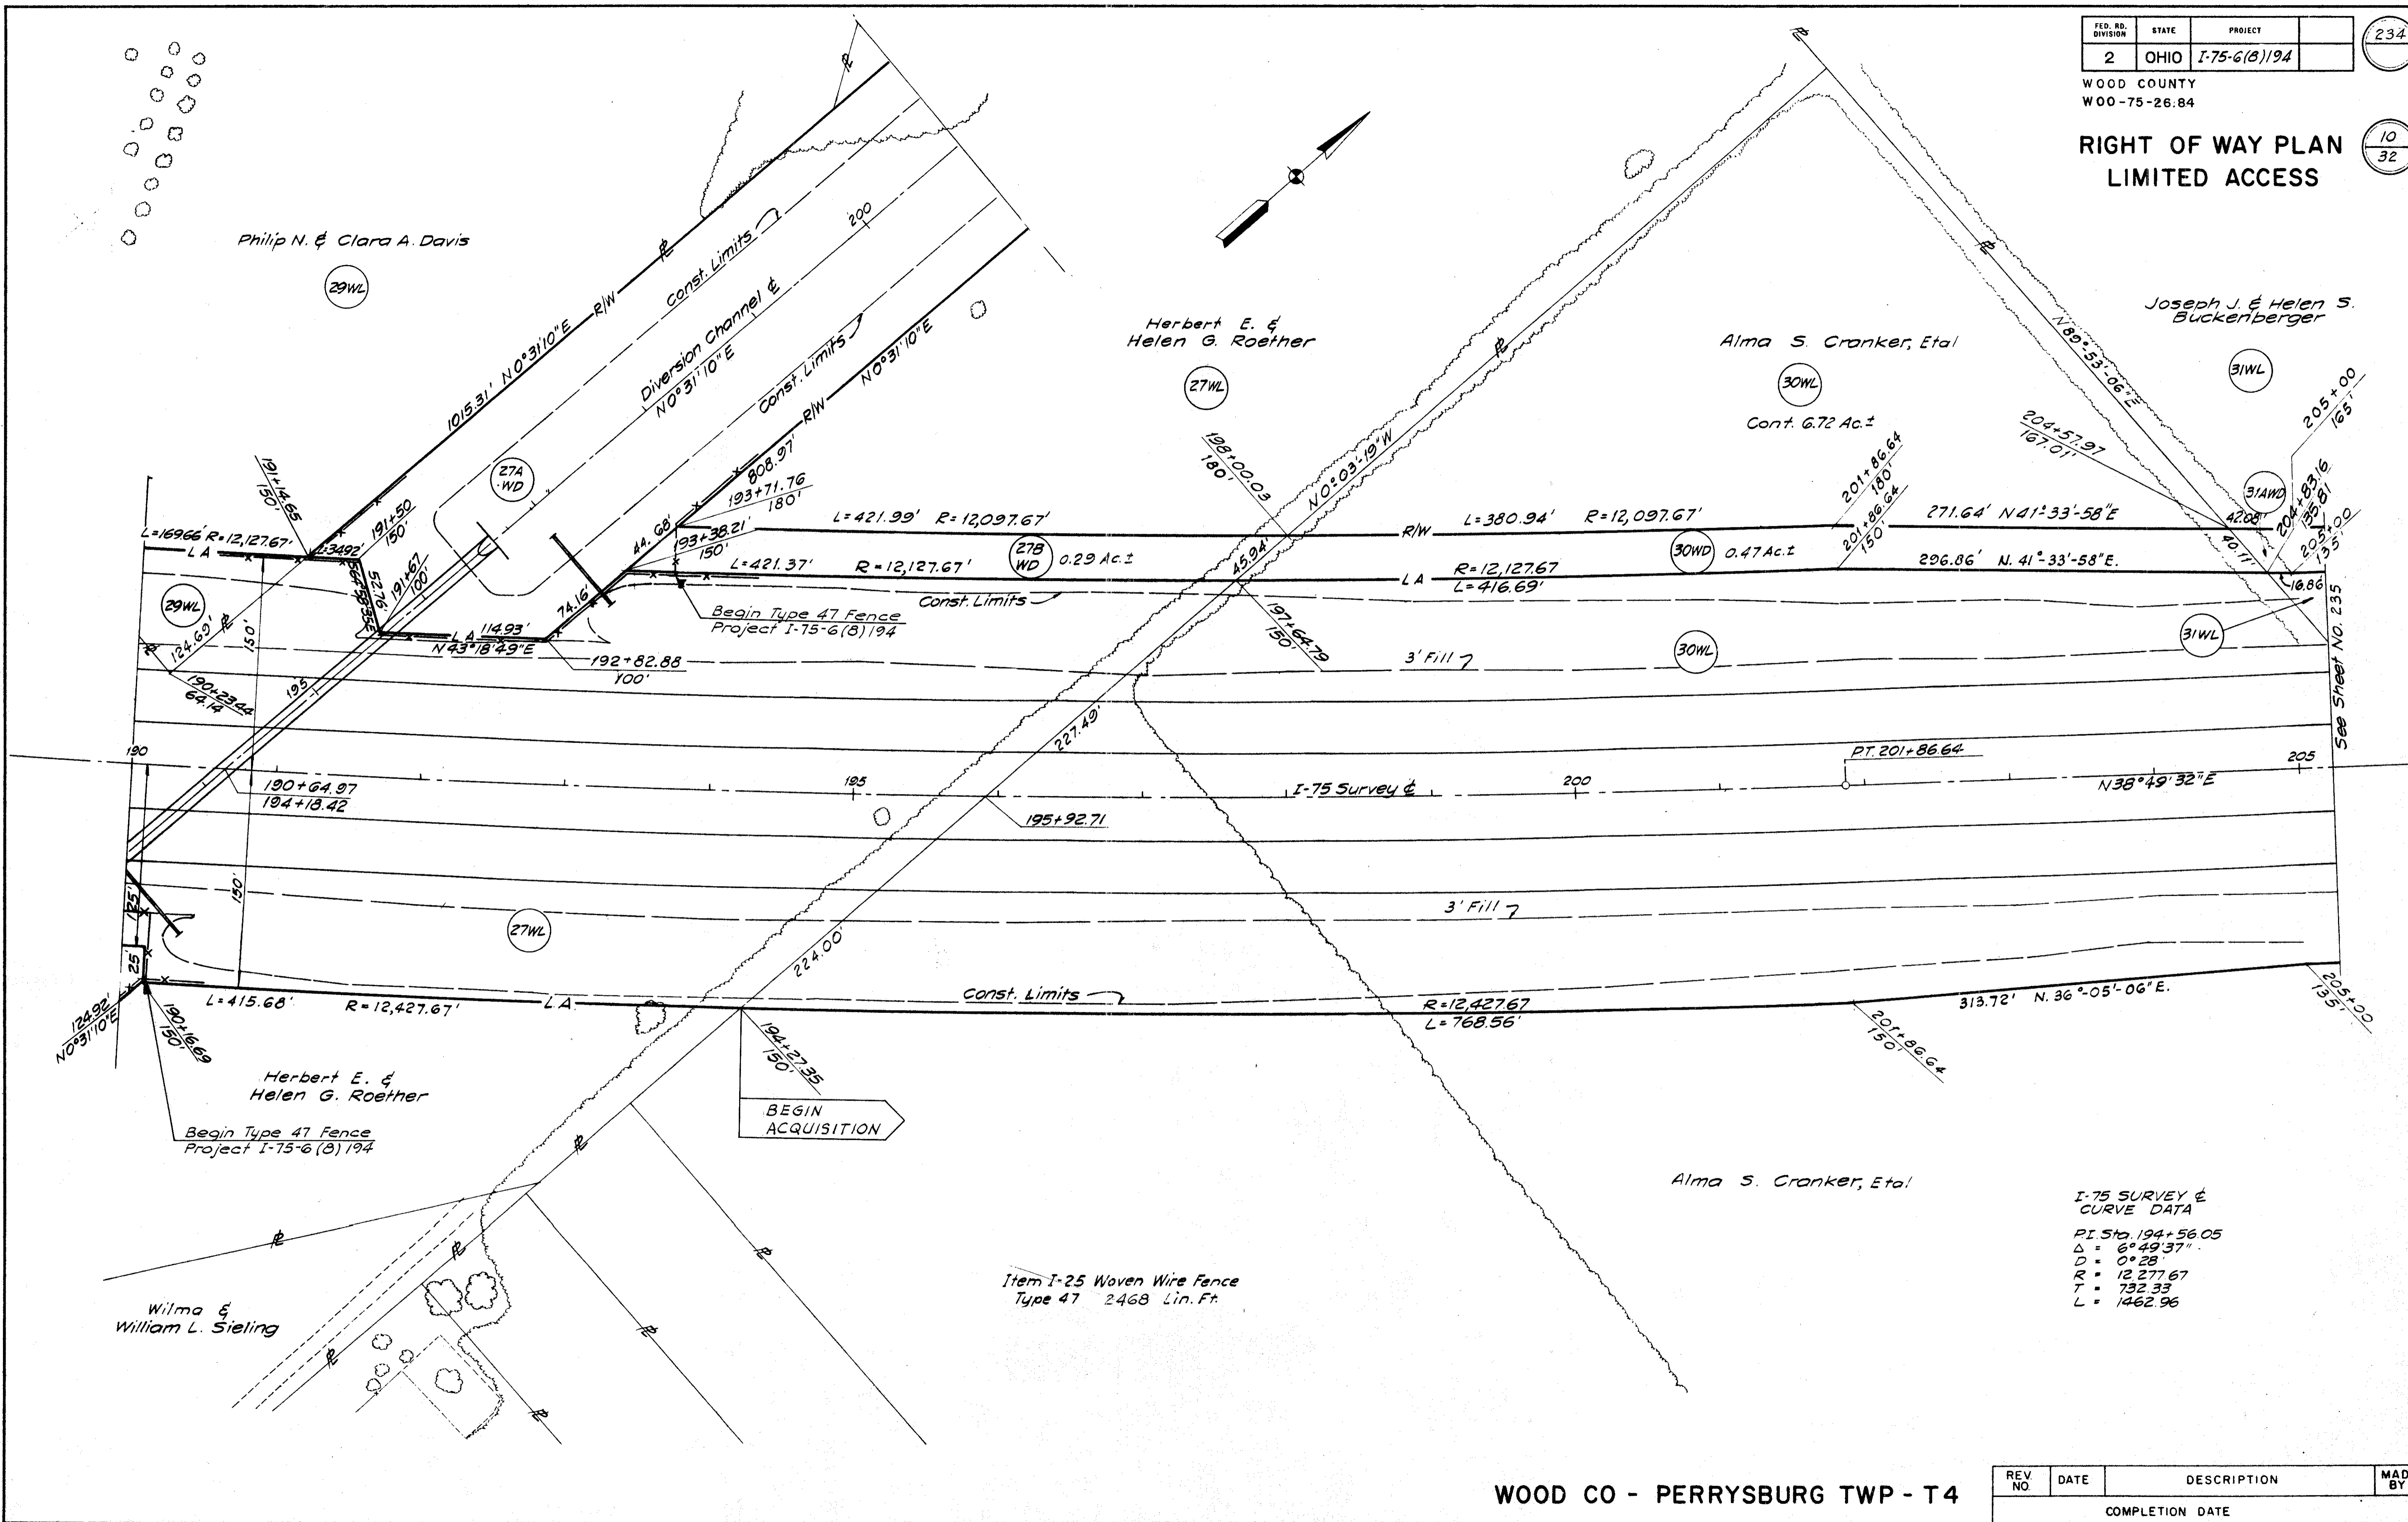 FED. RD. DIVISION STATE PROJECT
2 OHIO I-75-6(8)194
234
WOOD COUNTY
WOO-75-26.84
RIGHT OF WAY PLAN
LIMITED ACCESS
10
32
Philip N. & Clara A. Davis
29WL
1015.31' N0°31'10"E
R/W
Const. Limits
200
Diversion Channel ℄
N0°31'10"E
Const. Limits
R/W
N0°31'10"E
808.97'
Herbert E. &
Helen G. Roether
27WL
Alma S. Cranker, Etal
30WL
Cont. 6.72 Ac.±
Joseph J. & Helen S.
Buckenberger
31WL
N89°-53'-06"E
N0°-03'-19"W
205+00
165'
204+57.97
167.01'
204+83.16
135.81
205+00
135'
31AWD
42.08'
40.11'
16.86
201+86.64
180'
201+86.64
150'
198+00.03
180'
191+14.65
150'
191+50
150'
191+67
100'
27A
WD
193+71.76
180'
193+38.21'
150'
44.68'
74.16'
L=169.66' R=12,127.67'
L A
L=34.92'
52.76'
L=421.99' R=12,097.67'
R/W
L=380.94' R=12,097.67'
271.64' N41°-33'-58"E
27B
WD
0.29 Ac.±
30WD
0.47 Ac.±
L=421.37' R=12,127.67'
45.94'
L A
R=12,127.67
L=416.69'
296.86' N. 41°-33'-58"E.
29WL
124.69'
190+23.44
64.14
150'
L A 114.93'
N43°18'49"E
192+82.88
100'
Begin Type 47 Fence
Project I-75-6(8)194
Const. Limits
197+64.79
150'
3' Fill
30WL
31WL
See Sheet No. 235
195
227.49'
190
190+64.97
194+18.42
195
195+92.71
I-75 Survey ℄
200
P.T. 201+86.64
N38°49'32"E
205
125'
25'
150'
27WL
224.00'
3' Fill
124.92'
N0°31'10"E
190+16.69
150'
L=415.68' R=12,427.67'
L.A.
Const. Limits
R=12,427.67
L=768.56'
313.72' N. 36°-05'-06"E.
201+86.64
150'
205+00
135'
194+27.35
150'
BEGIN
ACQUISITION
Herbert E. &
Helen G. Roether
Begin Type 47 Fence
Project I-75-6(8)194
Alma S. Cranker, Etal
Wilma &
William L. Sieling
Item I-25 Woven Wire Fence
Type 47 2468 Lin. Ft.
I-75 SURVEY ℄
CURVE DATA
P.I. Sta. 194+56.05
Δ = 6°49'37"
D = 0°28'
R = 12,277.67
T = 732.33
L = 1462.96
WOOD CO - PERRYSBURG TWP - T4
REV. NO. DATE DESCRIPTION
COMPLETION DATE